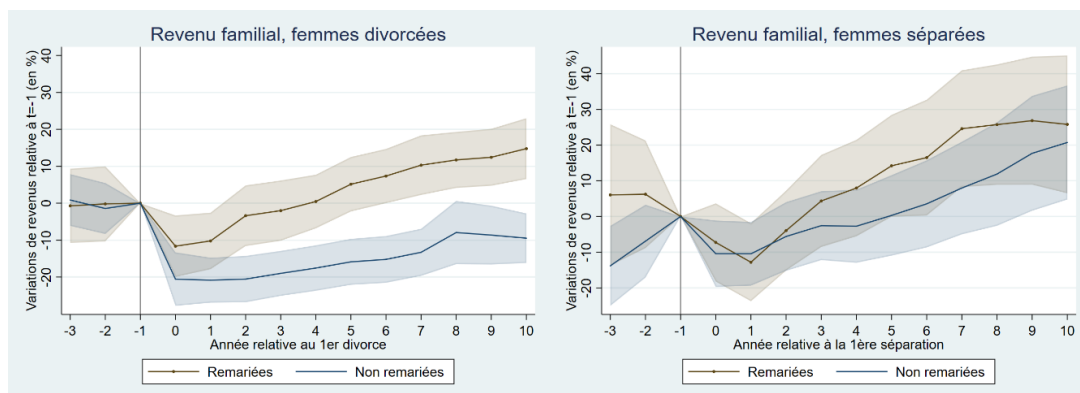 Revenu familial, femmes divorcées
Variations de revenus relative à t=-1 (en %)
40
30
20
10
0
-10
-20
-3 -2 -1 0 1 2 3 4 5 6 7 8 9 10
Année relative au 1er divorce
Remariées Non remariées
Revenu familial, femmes séparées
Variations de revenus relative à t=-1 (en %)
40
30
20
10
0
-10
-20
-3 -2 -1 0 1 2 3 4 5 6 7 8 9 10
Année relative à la 1ère séparation
Remariées Non remariées